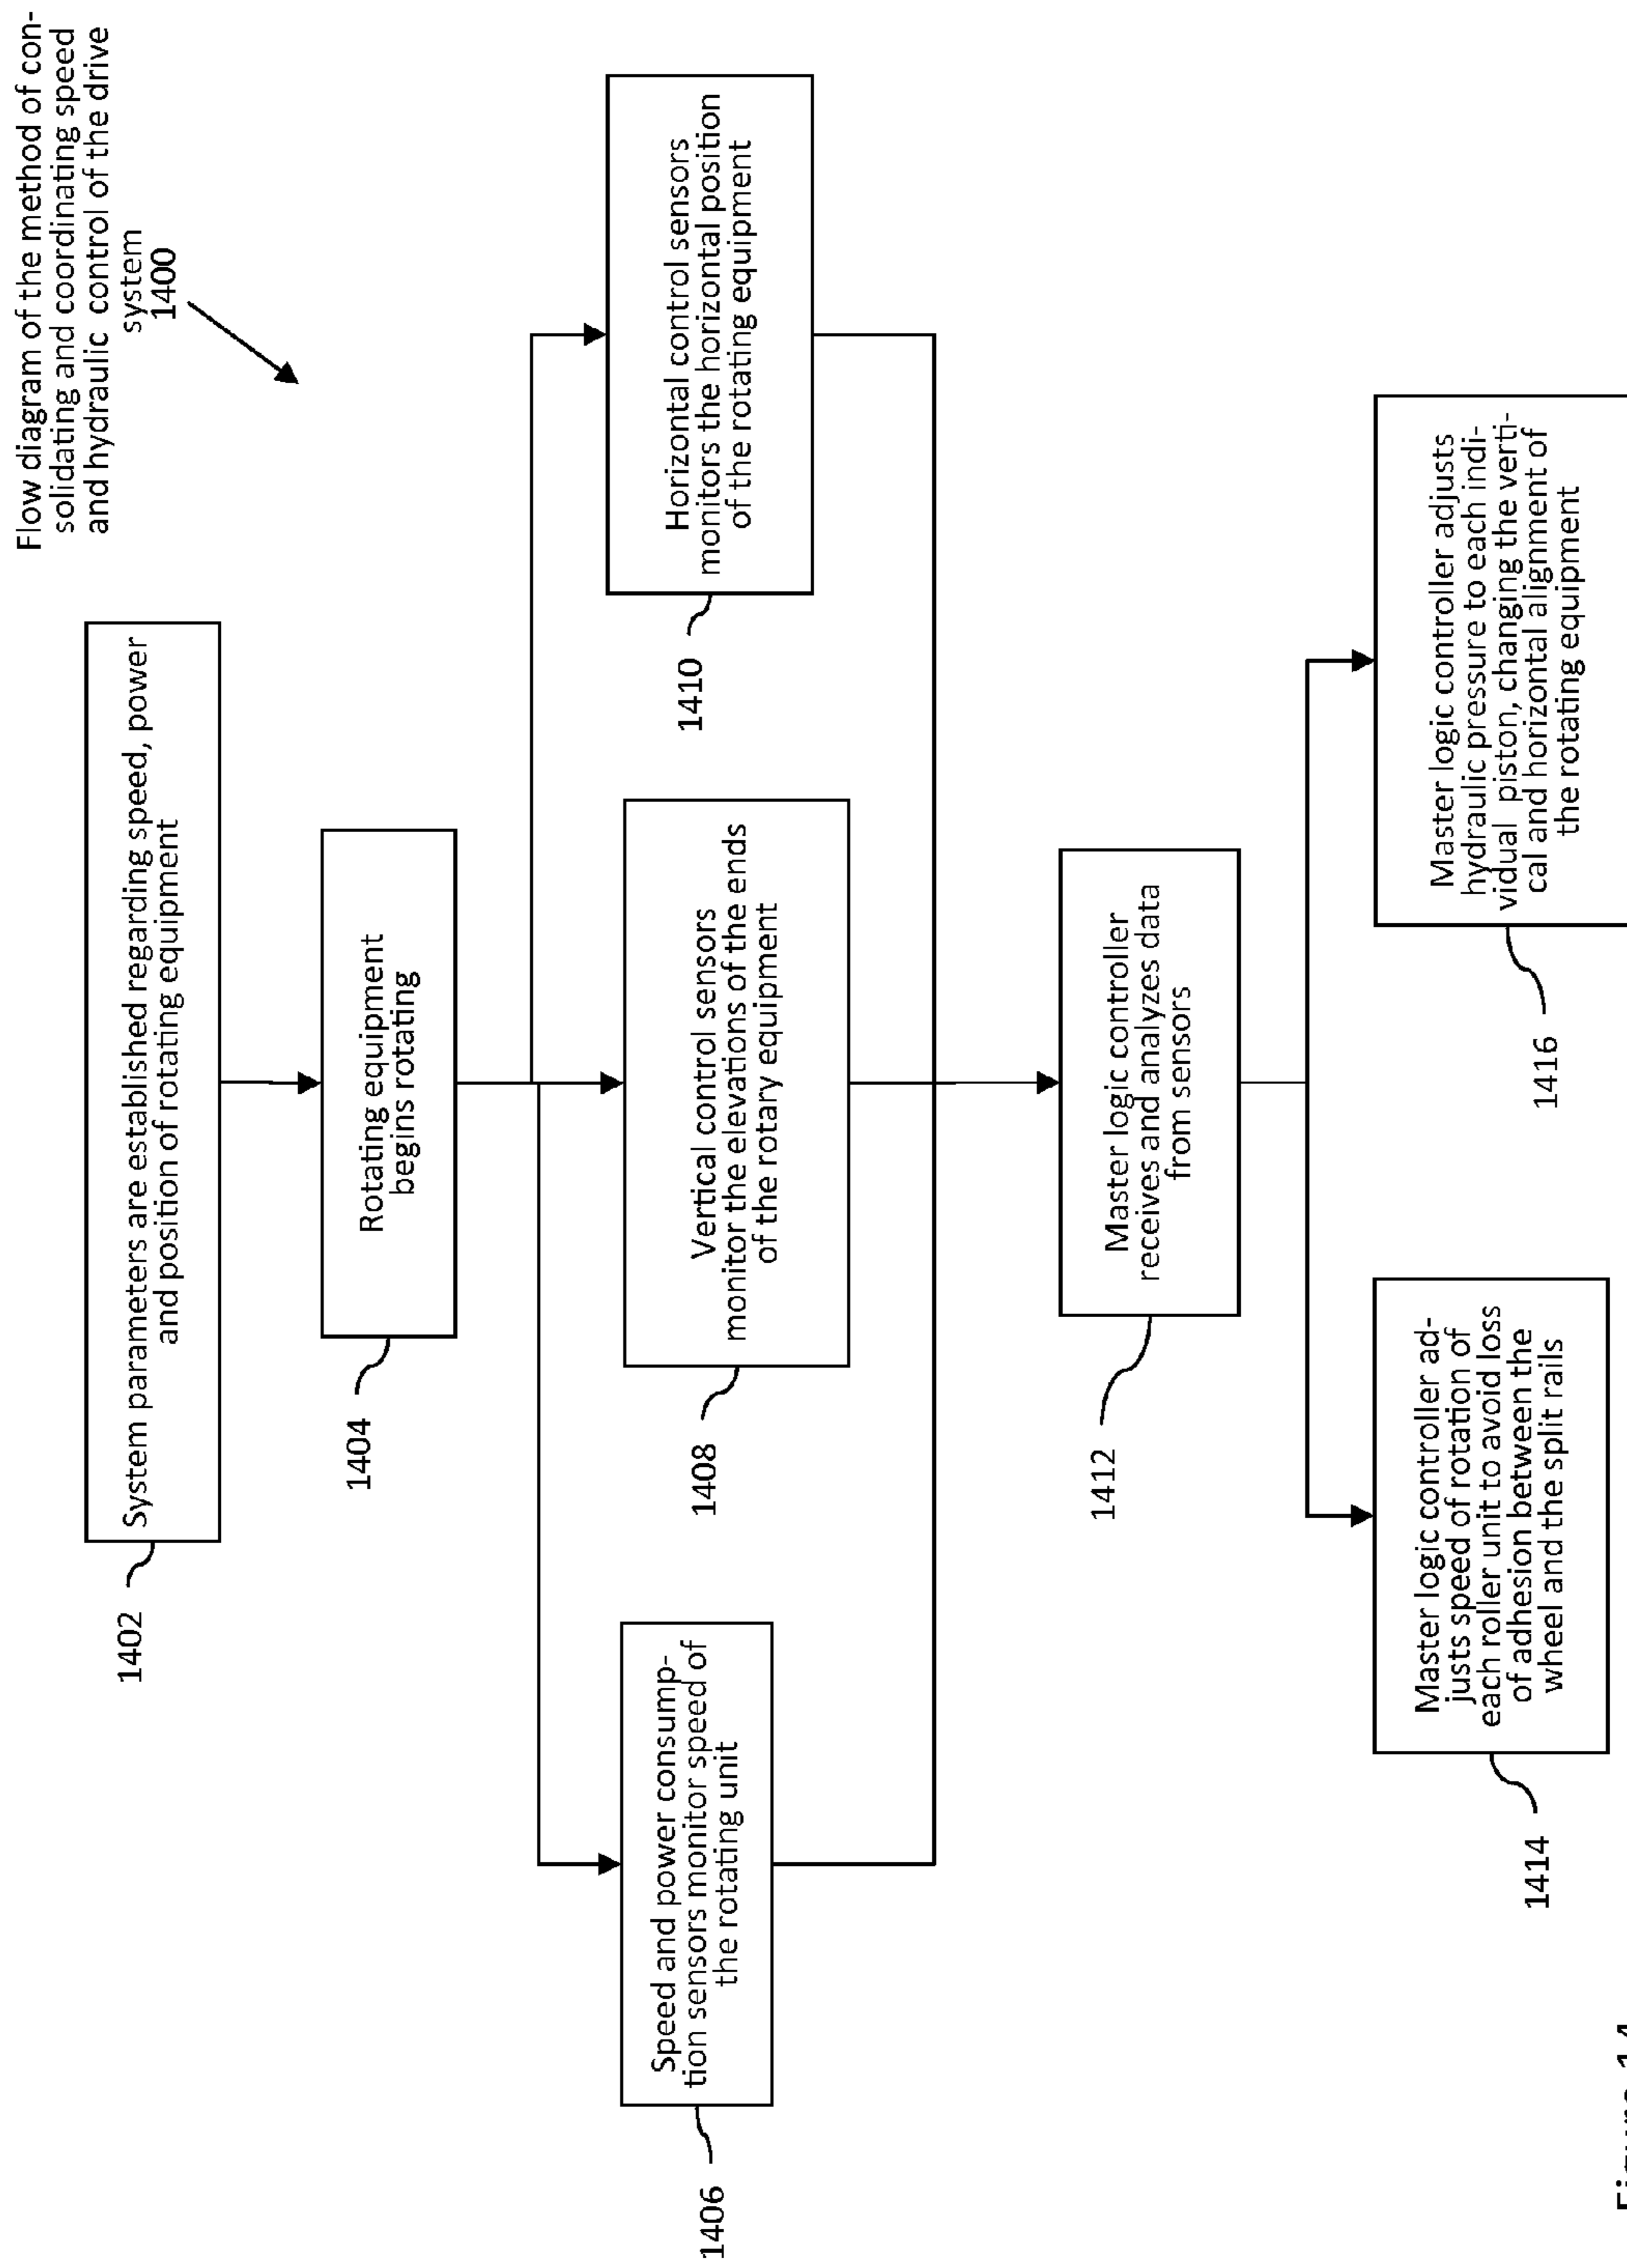 Flow diagram of the method of con-
solidating and coordinating speed
and hydraulic control of the drive
system
1400
System parameters are established regarding speed, power
and position of rotating equipment
1402
Rotating equipment
begins rotating
1404
Speed and power consump-
tion sensors monitor speed of
the rotating unit
1406
Vertical control sensors
monitor the elevations of the ends
of the rotary equipment
1408
Horizontal control sensors
monitors the horizontal position
of the rotating equipment
1410
Master logic controller
receives and analyzes data
from sensors
1412
Master logic controller ad-
justs speed of rotation of
each roller unit to avoid loss
of adhesion between the
wheel and the split rails
1414
Master logic controller adjusts
hydraulic pressure to each indi-
vidual piston, changing the verti-
cal and horizontal alignment of
the rotating equipment
1416
Figure 14